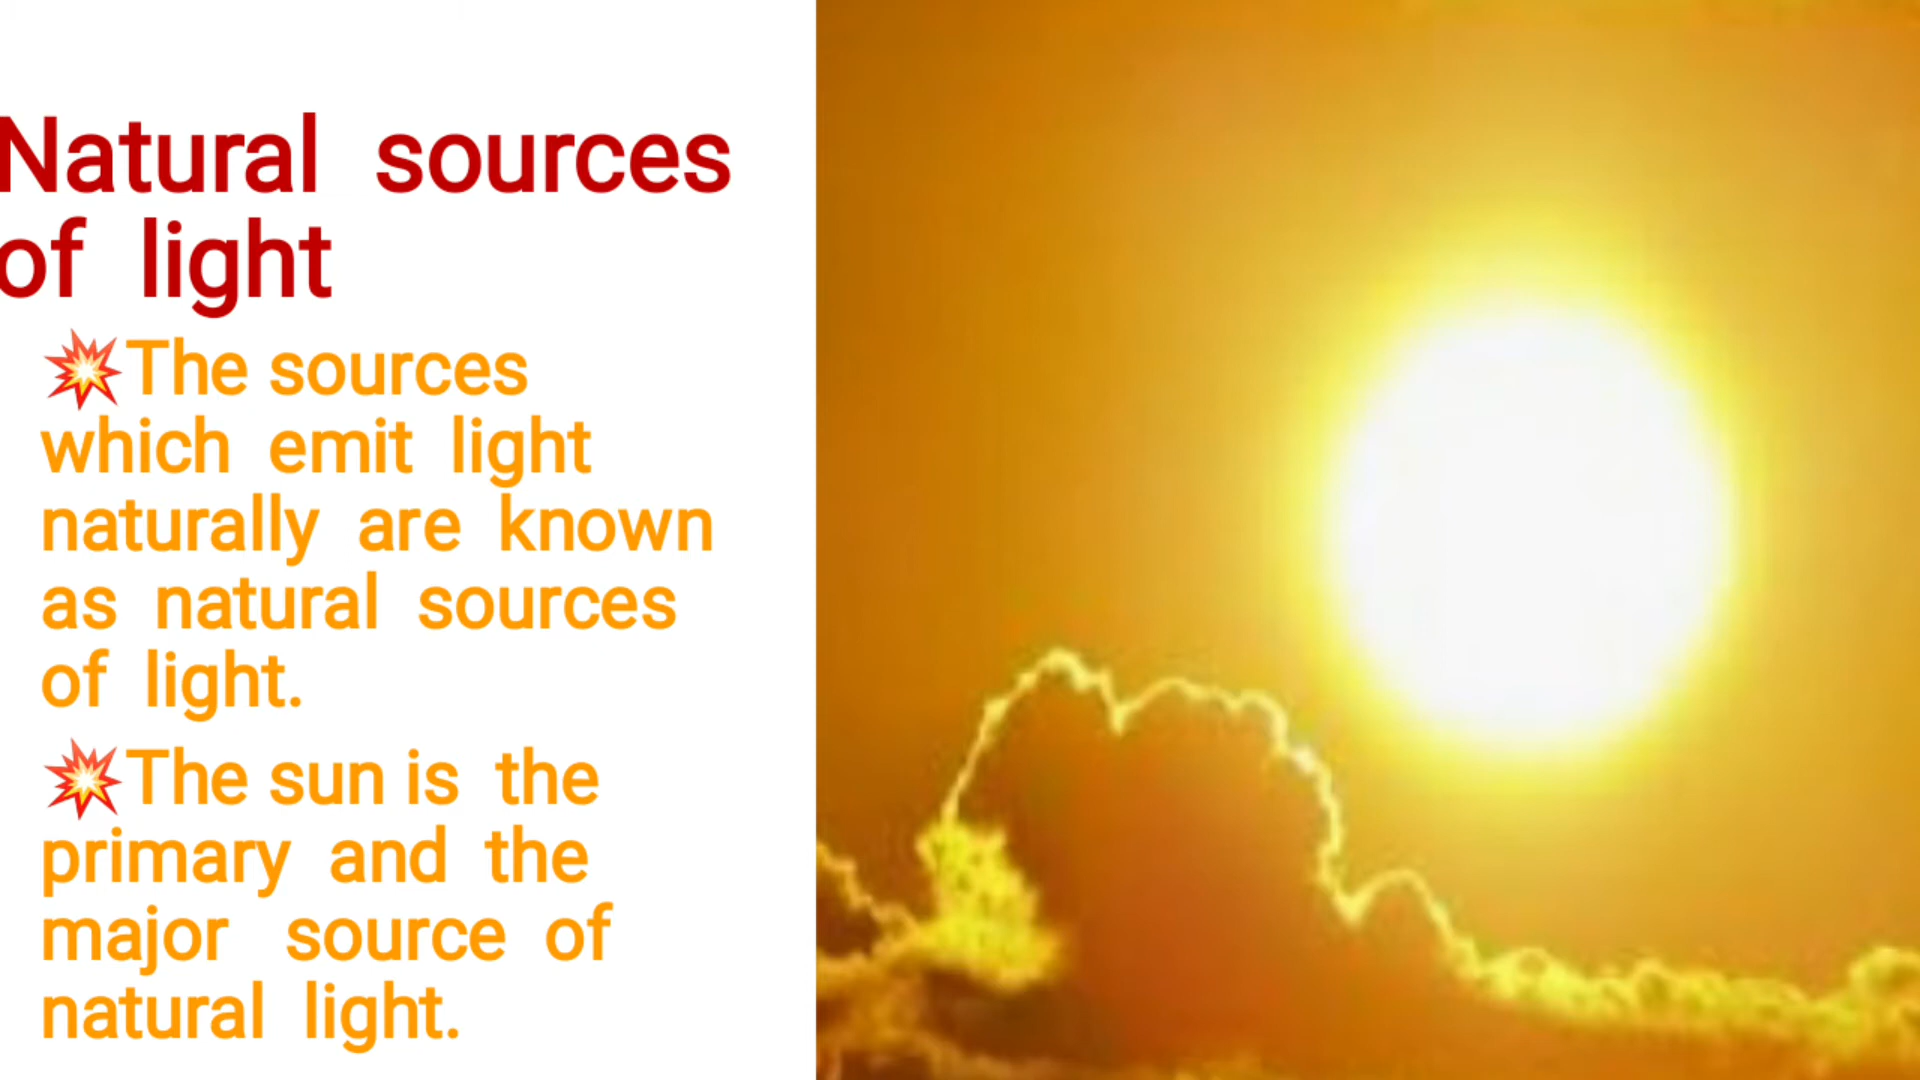 Natural sources
of light
💥The sources
which emit light
naturally are known
as natural sources
of light.
💥The sun is the
primary and the
major source of
natural light.